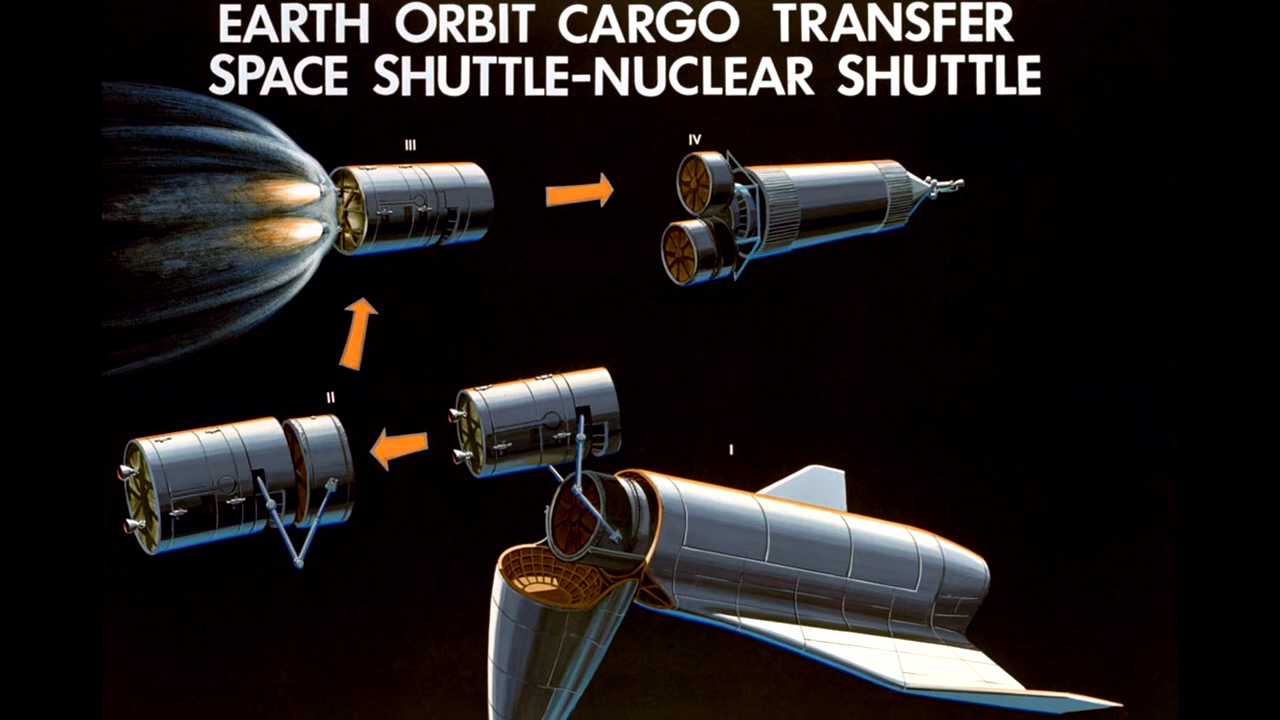 EARTH ORBIT CARGO TRANSFER
SPACE SHUTTLE-NUCLEAR SHUTTLE
III
IV
II
I